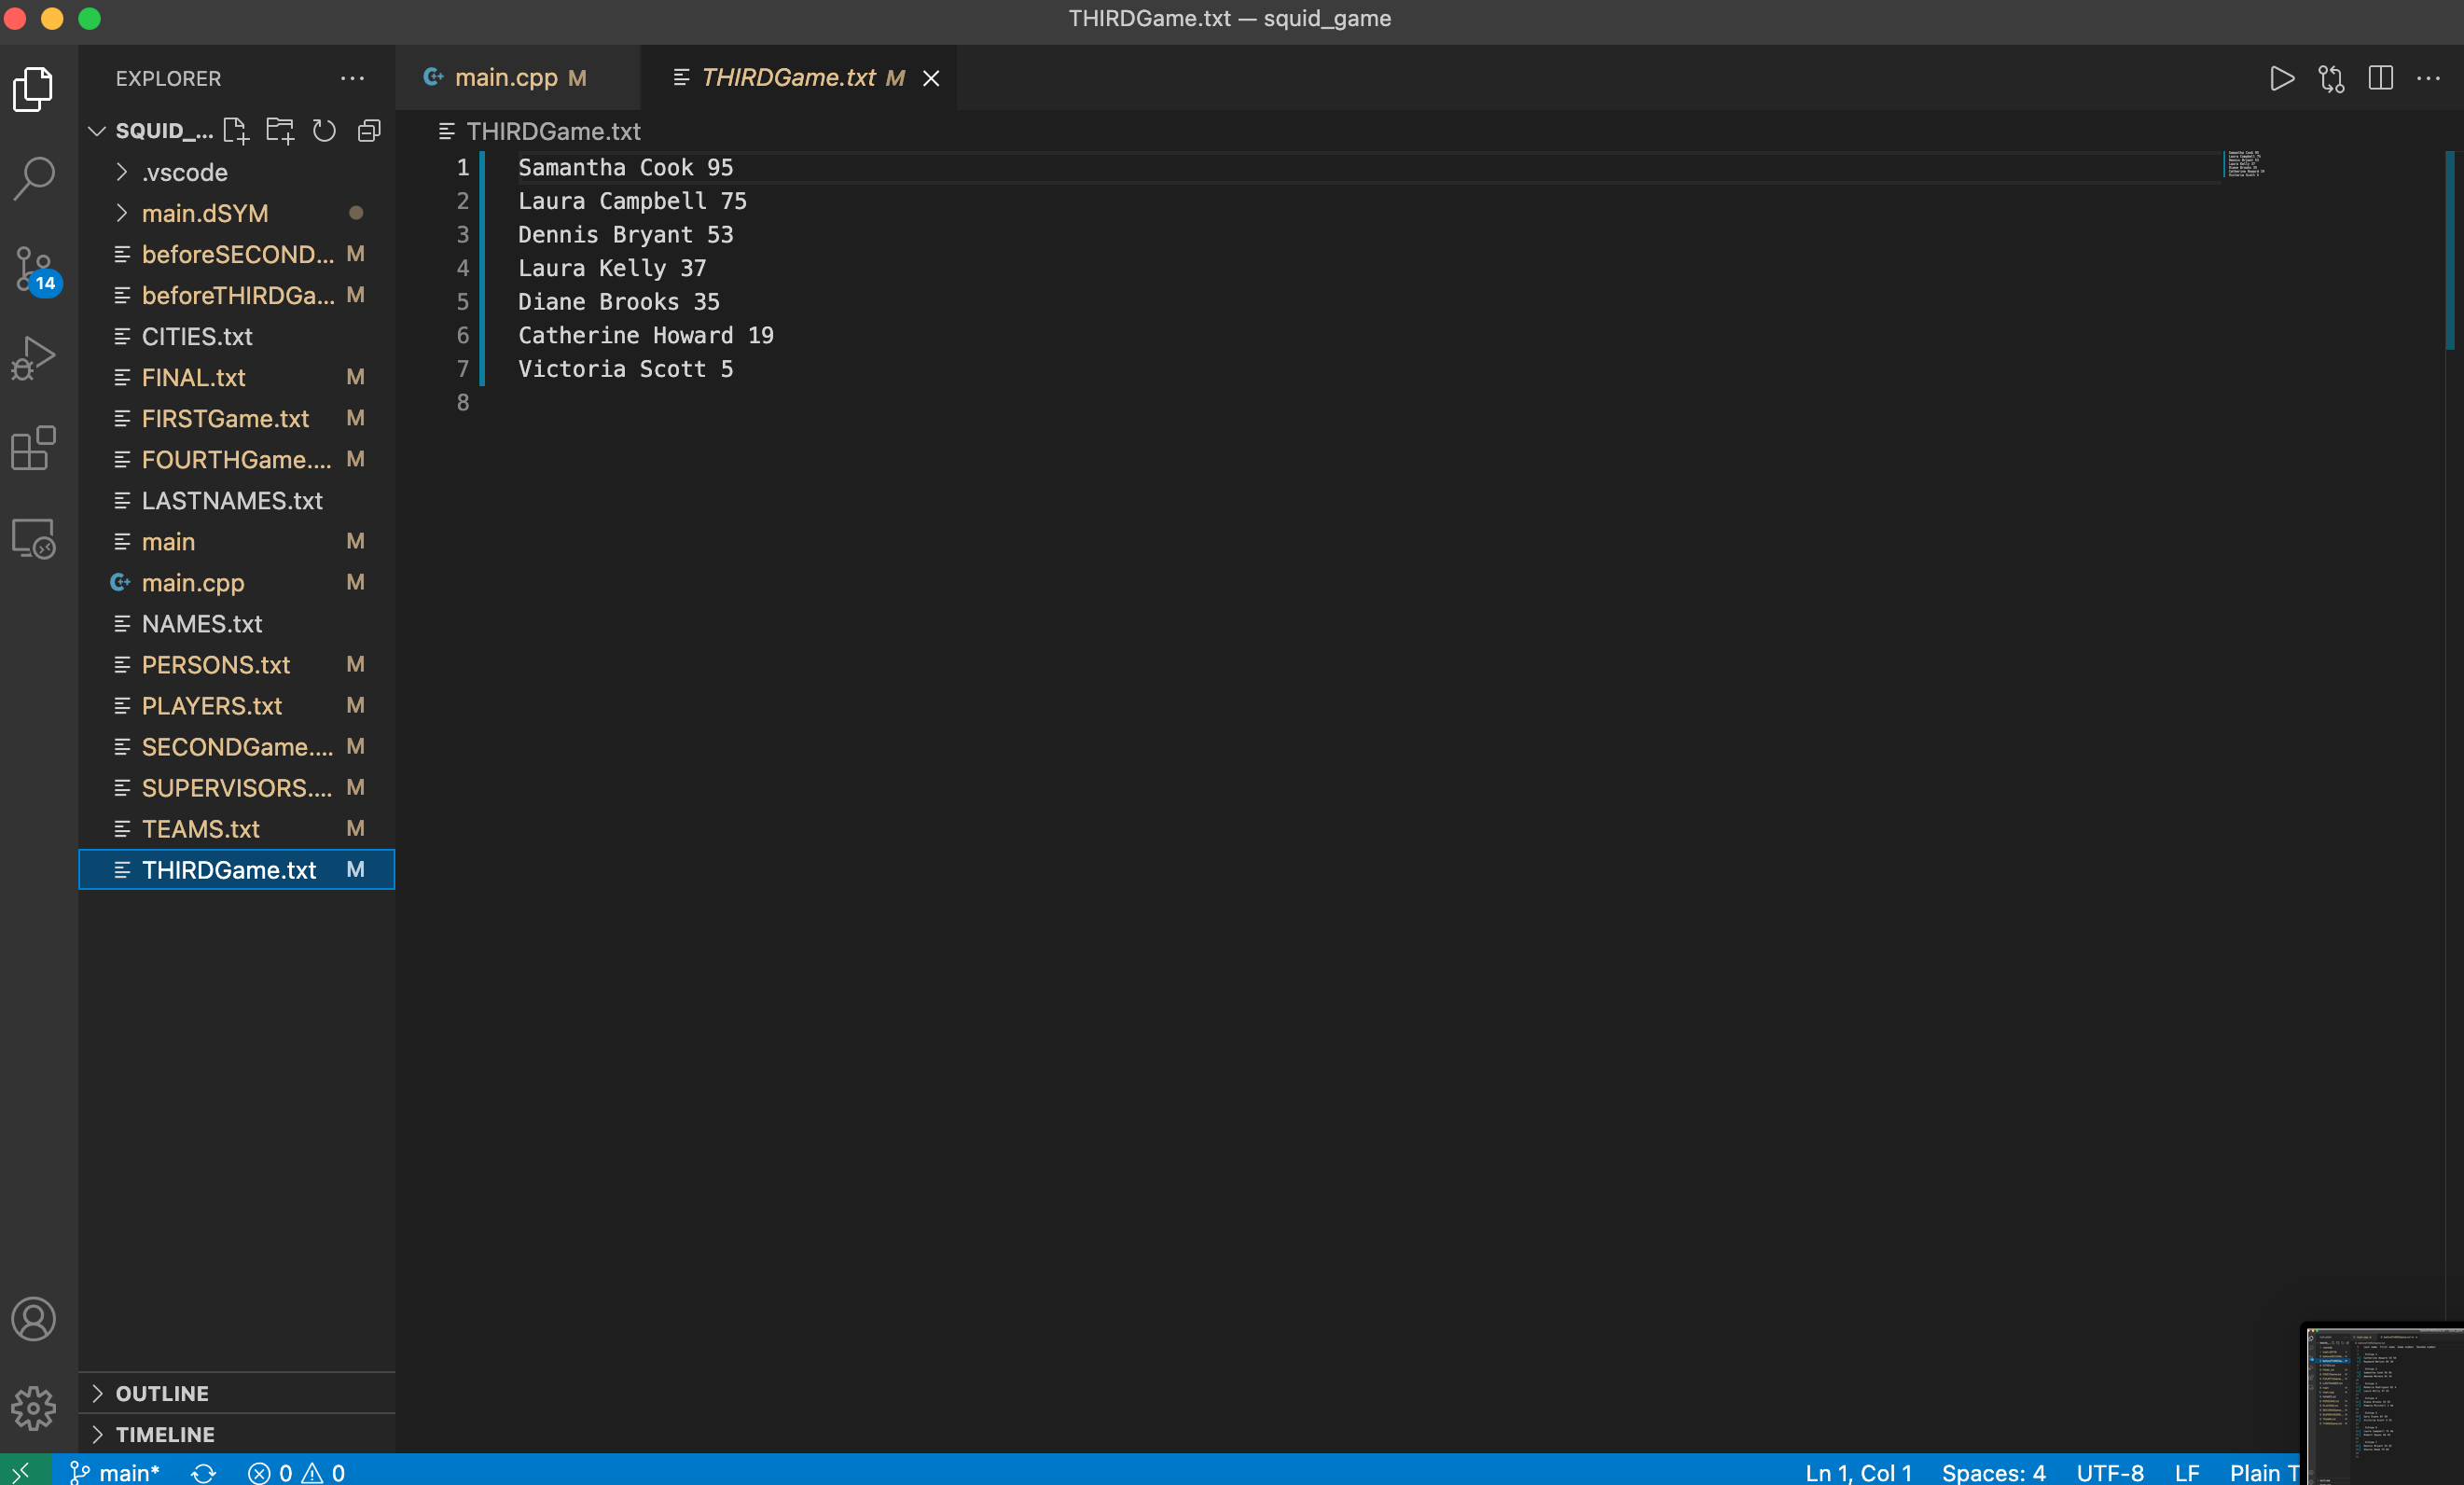 THIRDGame.txt — squid_game
EXPLORER
main.cpp M
THIRDGame.txt M
SQUID_...
THIRDGame.txt
.vscode
main.dSYM
beforeSECOND... M
beforeTHIRDGa... M
CITIES.txt
FINAL.txt M
FIRSTGame.txt M
FOURTHGame.... M
LASTNAMES.txt
main M
main.cpp M
NAMES.txt
PERSONS.txt M
PLAYERS.txt M
SECONDGame.... M
SUPERVISORS.... M
TEAMS.txt M
THIRDGame.txt M
14
1 Samantha Cook 95
2 Laura Campbell 75
3 Dennis Bryant 53
4 Laura Kelly 37
5 Diane Brooks 35
6 Catherine Howard 19
7 Victoria Scott 5
8
OUTLINE
TIMELINE
main* 0 0 Ln 1, Col 1 Spaces: 4 UTF-8 LF Plain T